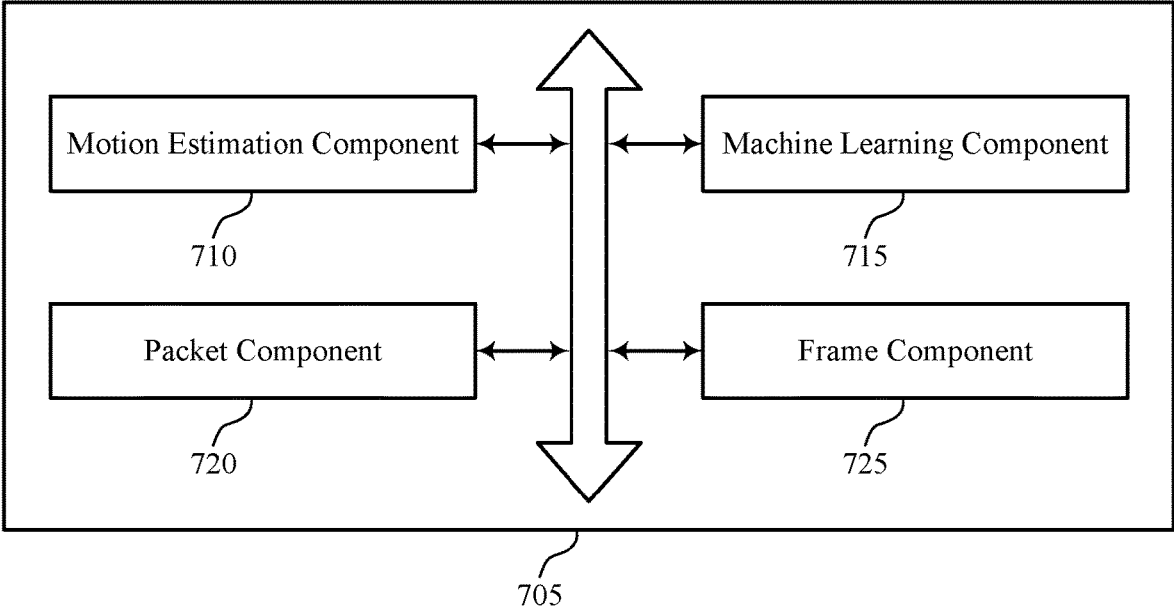 Motion Estimation Component
Machine Learning Component
710
715
Packet Component
Frame Component
720
725
705